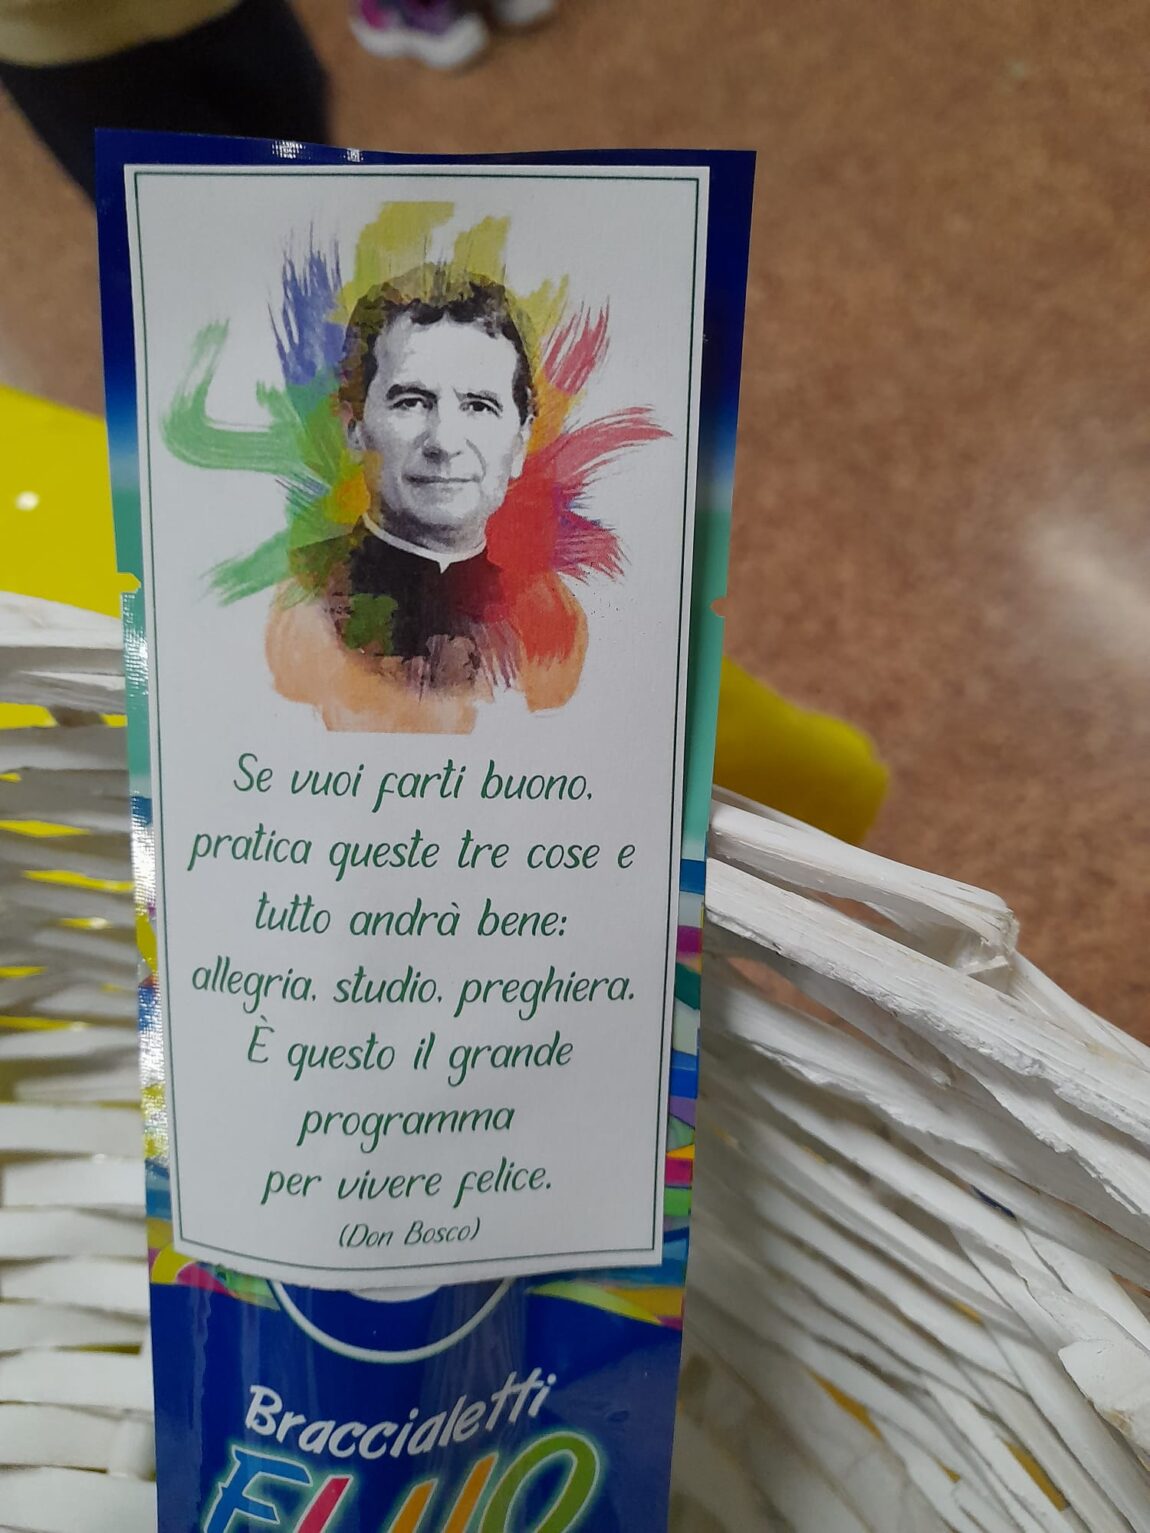 Se vuoi farti buono,
pratica queste tre cose e
tutto andrà bene:
allegria, studio, preghiera.
È questo il grande
programma
per vivere felice.
(Don Bosco)
Braccialetti
FLUO